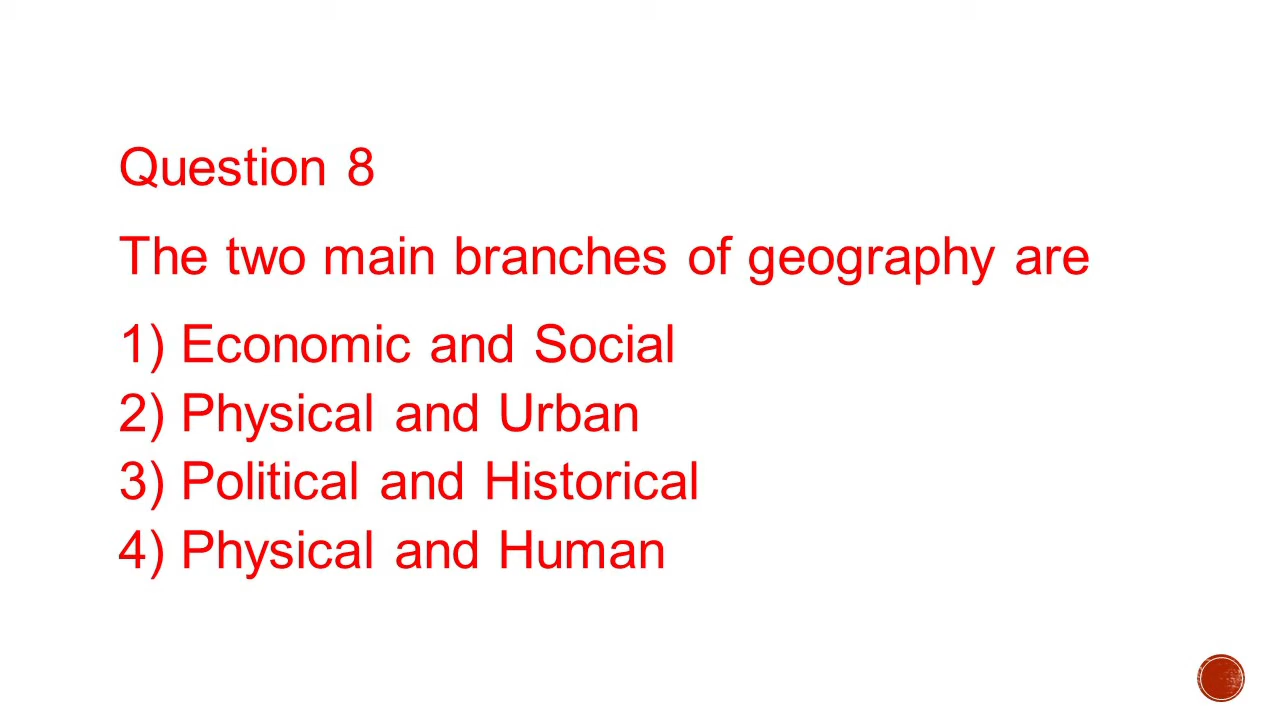 Question 8
The two main branches of geography are
1) Economic and Social
2) Physical and Urban
3) Political and Historical
4) Physical and Human